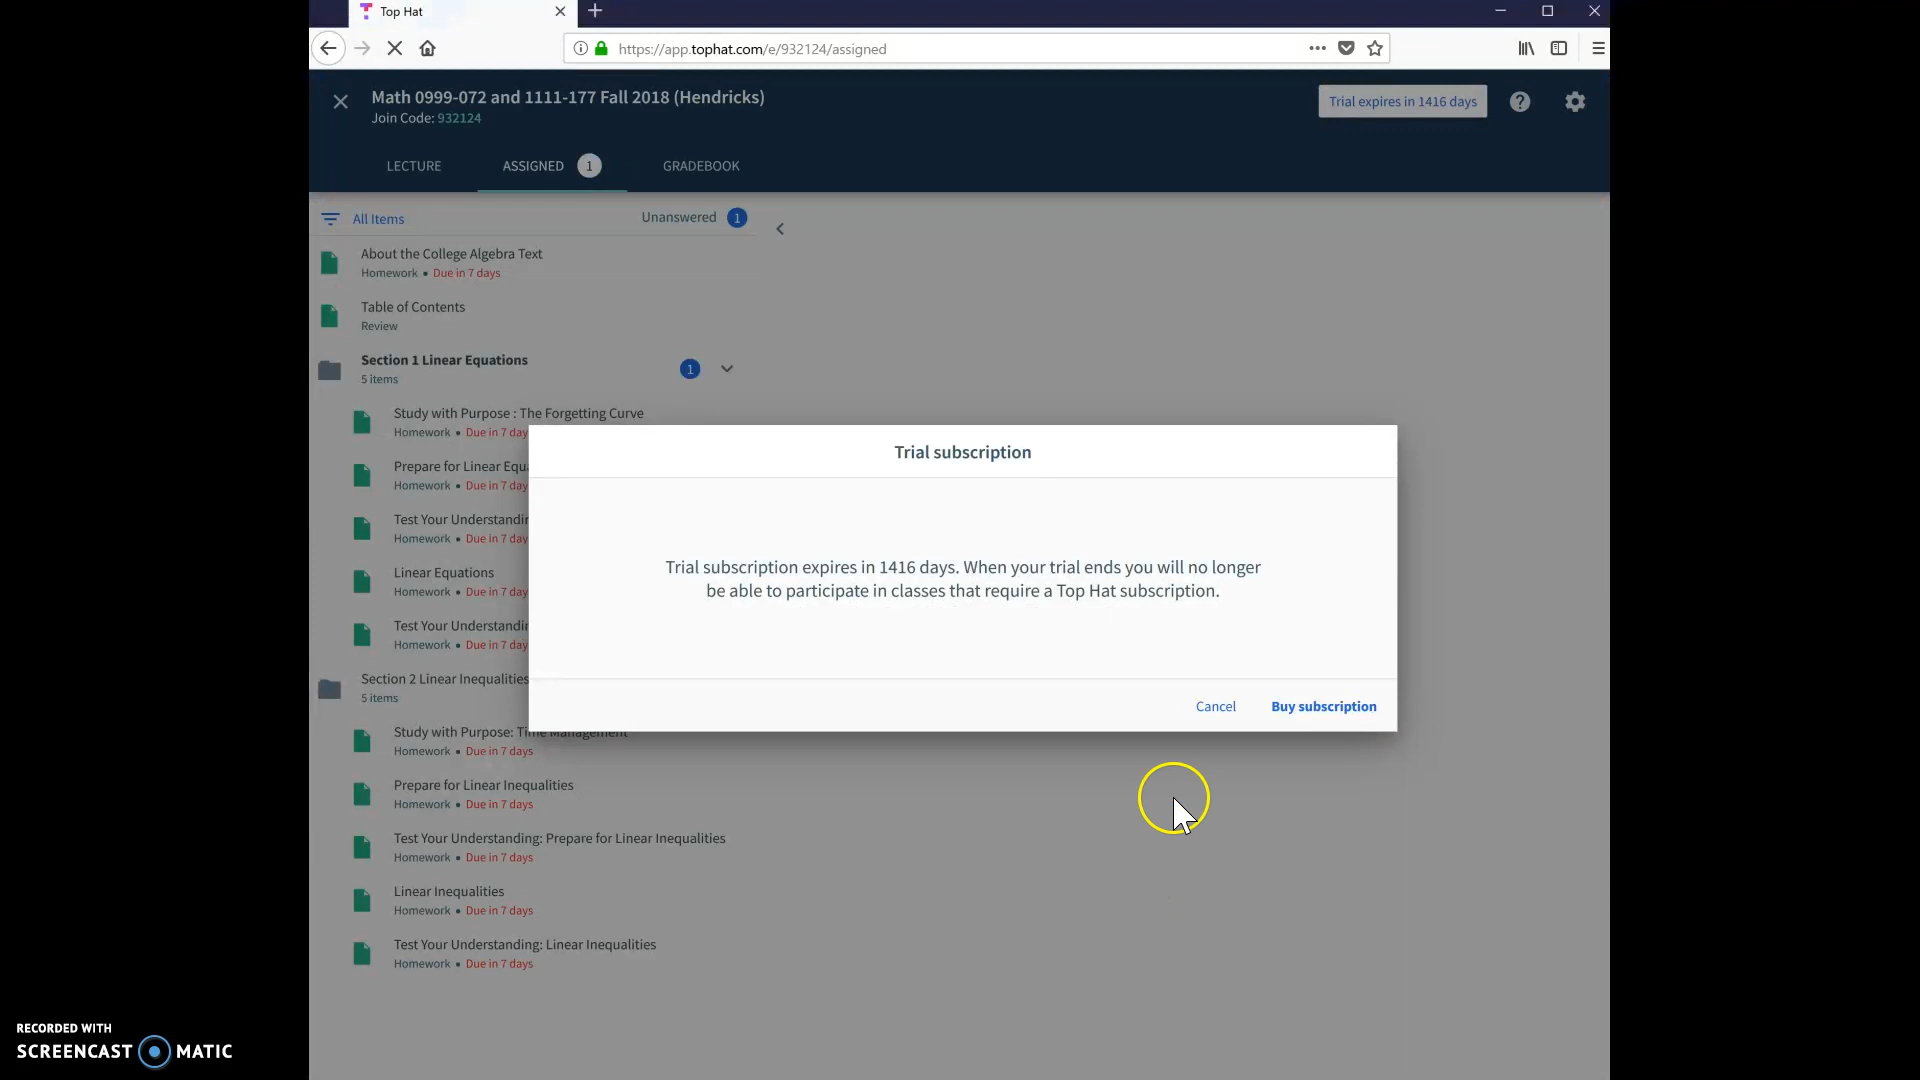 Top Hat
https://app.tophat.com/e/932124/assigned
Math 0999-072 and 1111-177 Fall 2018 (Hendricks)
Join Code: 932124
Trial expires in 1416 days
LECTURE
ASSIGNED 1
GRADEBOOK
All Items
Unanswered 1
About the College Algebra Text
Homework • Due in 7 days
Table of Contents
Review
Section 1 Linear Equations
5 items
1
Study with Purpose : The Forgetting Curve
Homework • Due in 7 day
Prepare for Linear Equa
Homework • Due in 7 day
Test Your Understandin
Homework • Due in 7 day
Linear Equations
Homework • Due in 7 day
Test Your Understandin
Homework • Due in 7 day
Section 2 Linear Inequalities
5 items
Study with Purpose: Time Management
Homework • Due in 7 days
Prepare for Linear Inequalities
Homework • Due in 7 days
Test Your Understanding: Prepare for Linear Inequalities
Homework • Due in 7 days
Linear Inequalities
Homework • Due in 7 days
Test Your Understanding: Linear Inequalities
Homework • Due in 7 days
Trial subscription
Trial subscription expires in 1416 days. When your trial ends you will no longer
be able to participate in classes that require a Top Hat subscription.
Cancel
Buy subscription
RECORDED WITH
SCREENCAST MATIC